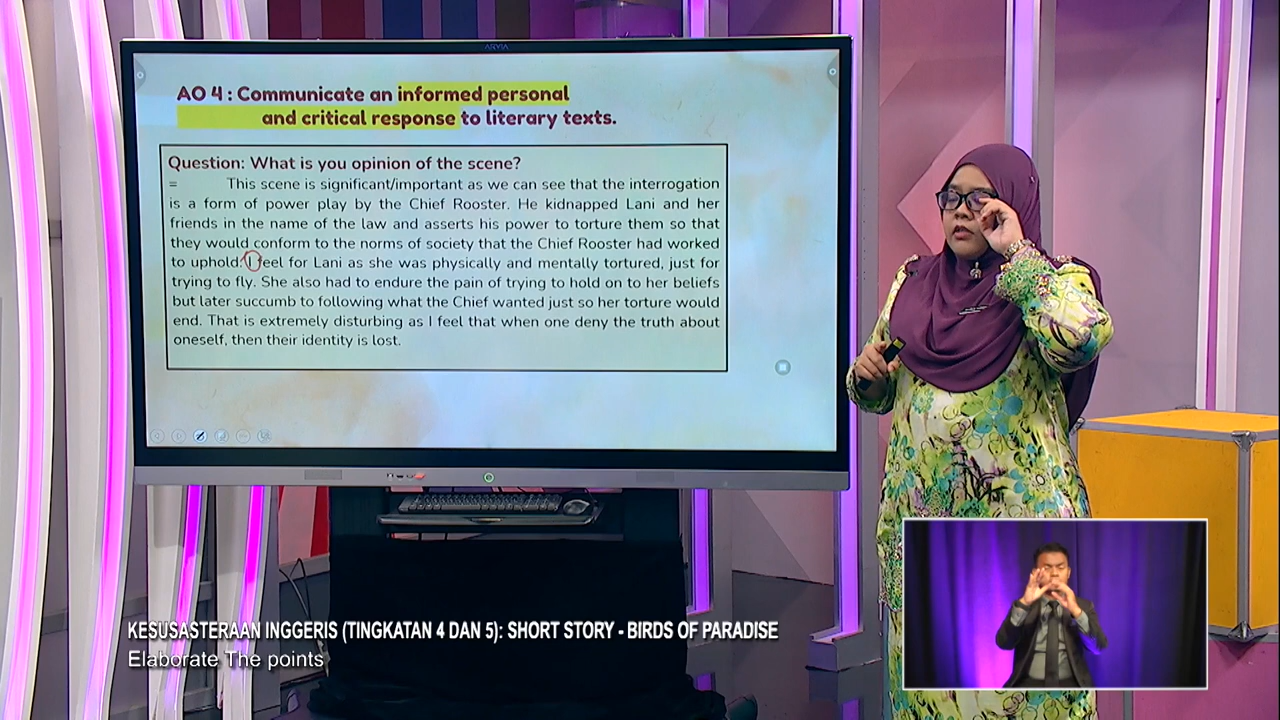 ARVIA
AO 4 : Communicate an informed personal
and critical response to literary texts.
Question: What is you opinion of the scene?
= This scene is significant/important as we can see that the interrogation
is a form of power play by the Chief Rooster. He kidnapped Lani and her
friends in the name of the law and asserts his power to torture them so that
they would conform to the norms of society that the Chief Rooster had worked
to uphold. I feel for Lani as she was physically and mentally tortured, just for
trying to fly. She also had to endure the pain of trying to hold on to her beliefs
but later succumb to following what the Chief wanted just so her torture would
end. That is extremely disturbing as I feel that when one deny the truth about
oneself, then their identity is lost.
KESUSASTERAAN INGGERIS (TINGKATAN 4 DAN 5): SHORT STORY - BIRDS OF PARADISE
Elaborate The points